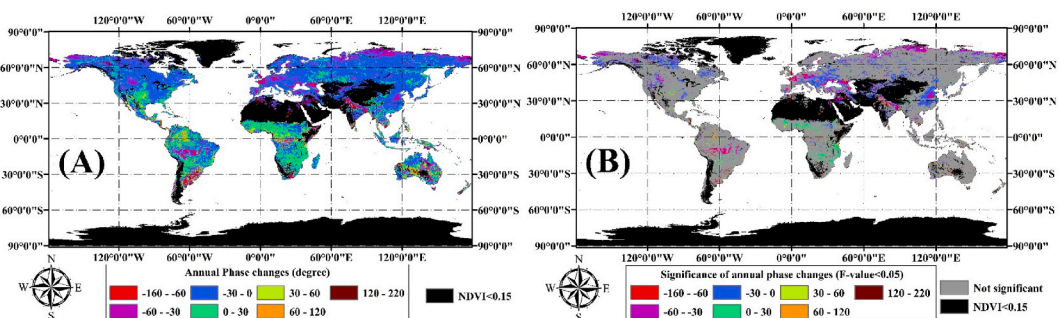 120°0'0"W 60°0'0"W 0°0'0" 60°0'0"E 120°0'0"E
90°0'0" 90°0'0"
60°0'0"N 60°0'0"N
30°0'0"N 30°0'0"N
0°0'0" 0°0'0"
(A)
30°0'0"S 30°0'0"S
60°0'0"S 60°0'0"S
90°0'0" 90°0'0"
120°0'0"W 60°0'0"W 0°0'0" 60°0'0"E 120°0'0"E
N
W E
S
Annual Phase changes (degree)
-160 - -60 -30 - 0 30 - 60 120 - 220
-60 - -30 0 - 30 60 - 120
NDVI<0.15
120°0'0"W 60°0'0"W 0°0'0" 60°0'0"E 120°0'0"E
90°0'0" 90°0'0"
60°0'0"N 60°0'0"N
30°0'0"N 30°0'0"N
0°0'0" 0°0'0"
(B)
30°0'0"S 30°0'0"S
60°0'0"S 60°0'0"S
90°0'0" 90°0'0"
120°0'0"W 60°0'0"W 0°0'0" 60°0'0"E 120°0'0"E
N
W E
S
Significance of annual phase changes (F-value<0.05)
-160 - -60 -30 - 0 30 - 60 120 - 220
-60 - -30 0 - 30 60 - 120
Not significant
NDVI<0.15